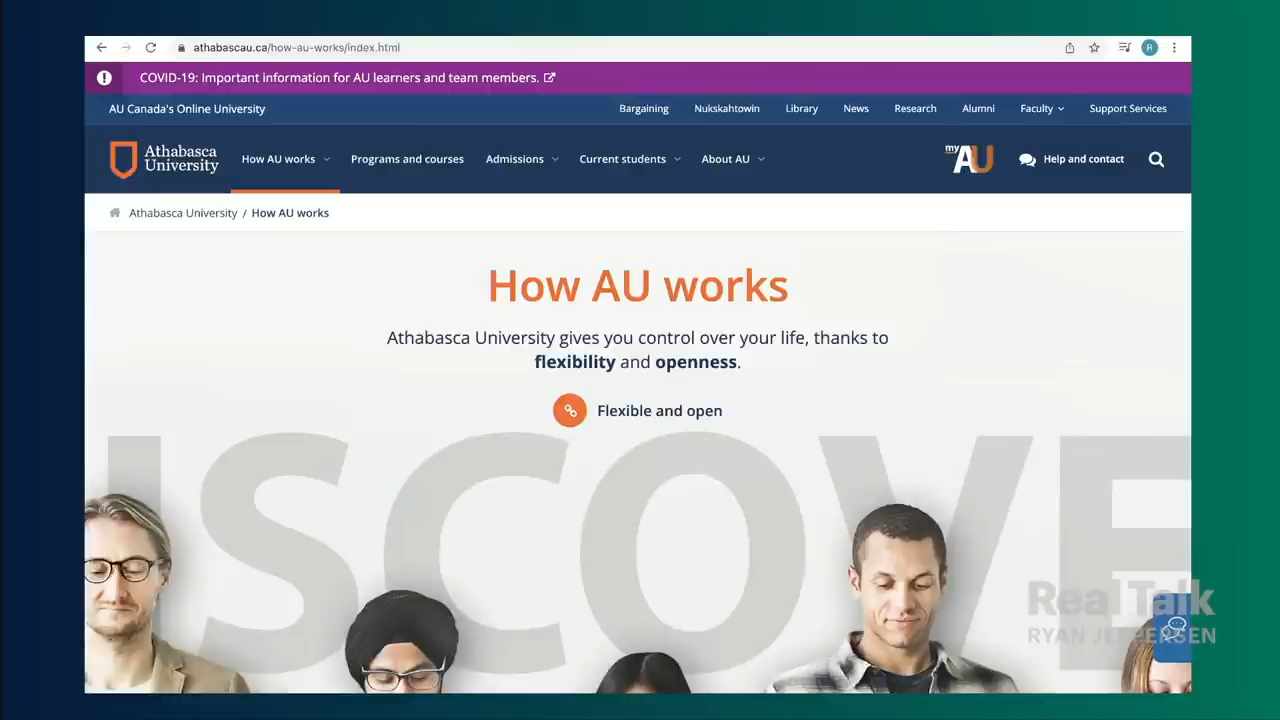 athabascau.ca/how-au-works/index.html
R
COVID-19: Important information for AU learners and team members.
AU Canada's Online University
Bargaining Nukskahtowin Library News Research Alumni Faculty Support Services
Athabasca
University
How AU works Programs and courses Admissions Current students About AU
my AU
Help and contact
Athabasca University / How AU works
How AU works
Athabasca University gives you control over your life, thanks to
flexibility and openness.
Flexible and open
ISCOVE
Real Talk
RYAN JESPERSEN